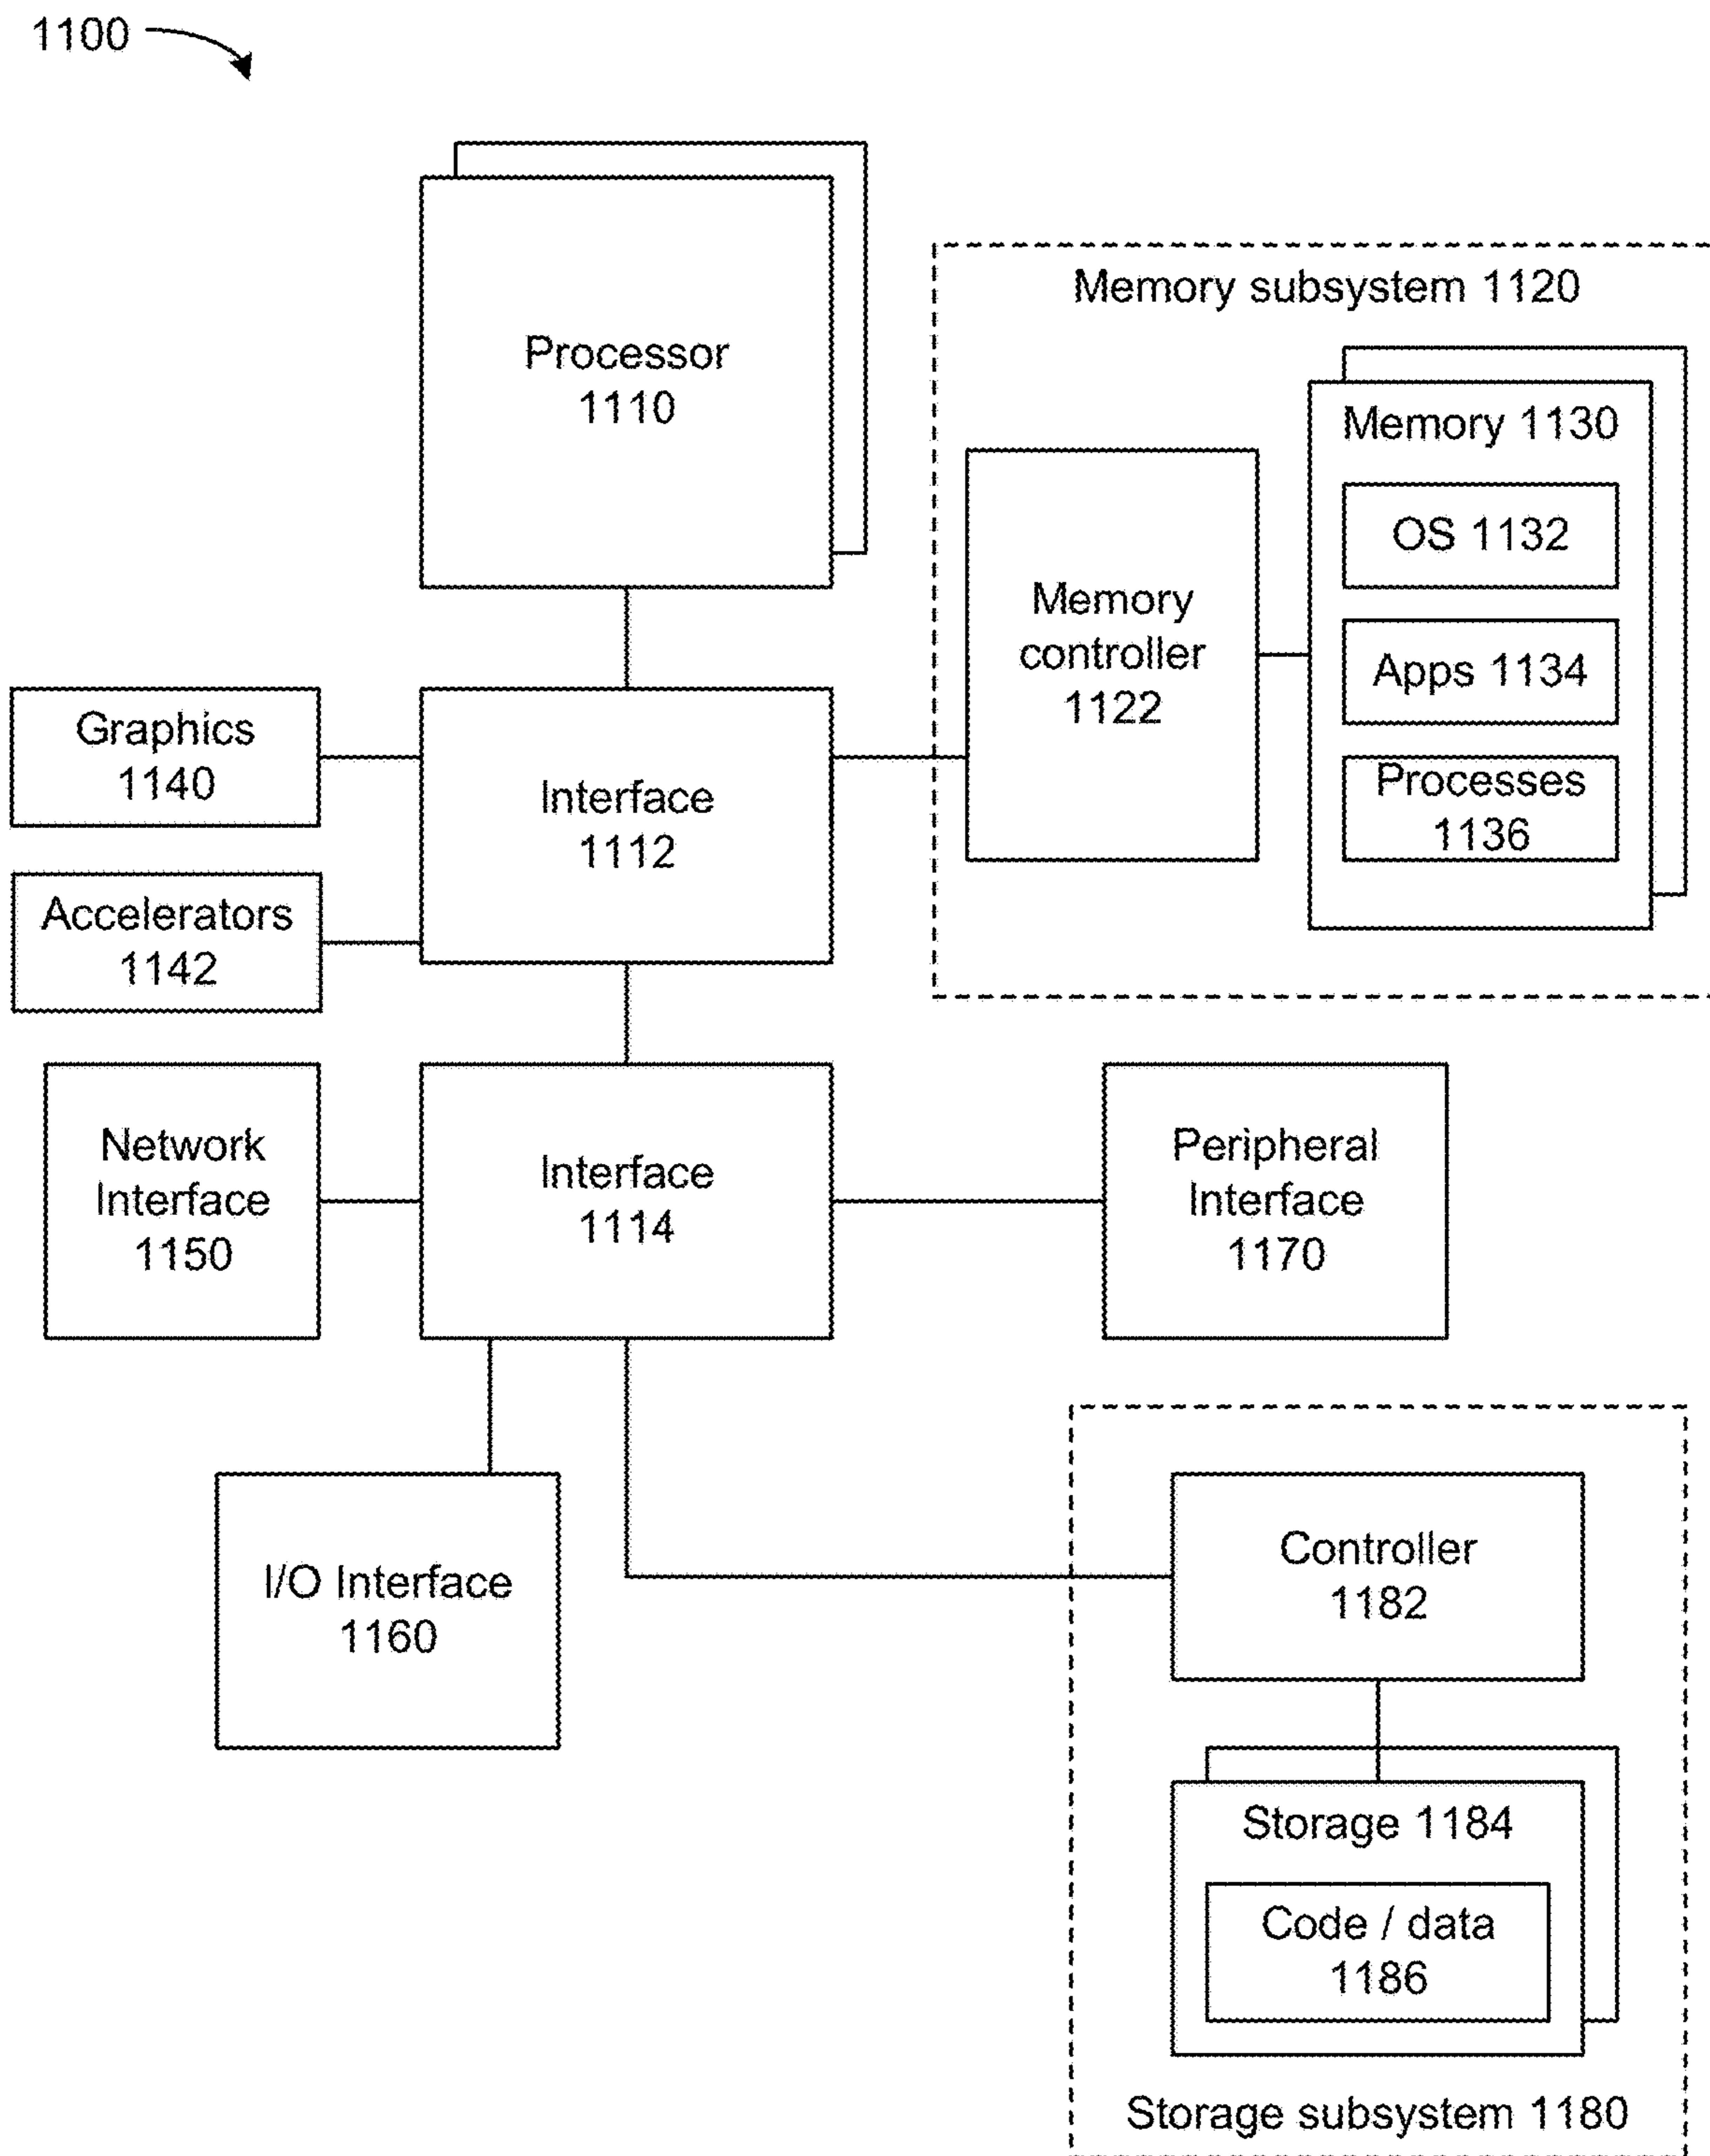 1100
Processor
1110
Memory subsystem 1120
Memory 1130
OS 1132
Apps 1134
Processes
1136
Memory
controller
1122
Graphics
1140
Interface
1112
Accelerators
1142
Network
Interface
1150
Interface
1114
Peripheral
Interface
1170
I/O Interface
1160
Controller
1182
Storage 1184
Code / data
1186
Storage subsystem 1180